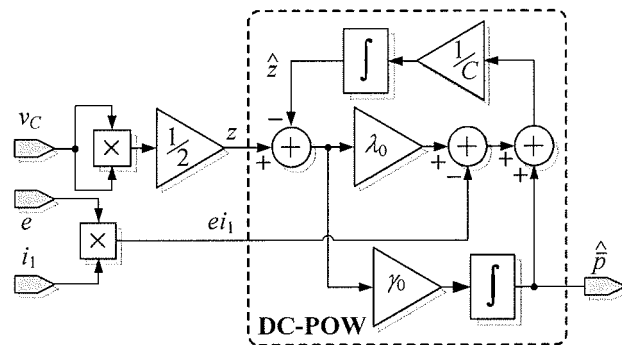 ∫
1/C
ẑ
v_C
×
1/2
z
−
+
+
λ₀
+
−
+
+
+
+
e
×
ei₁
i₁
γ₀
∫
p̄̂
DC-POW